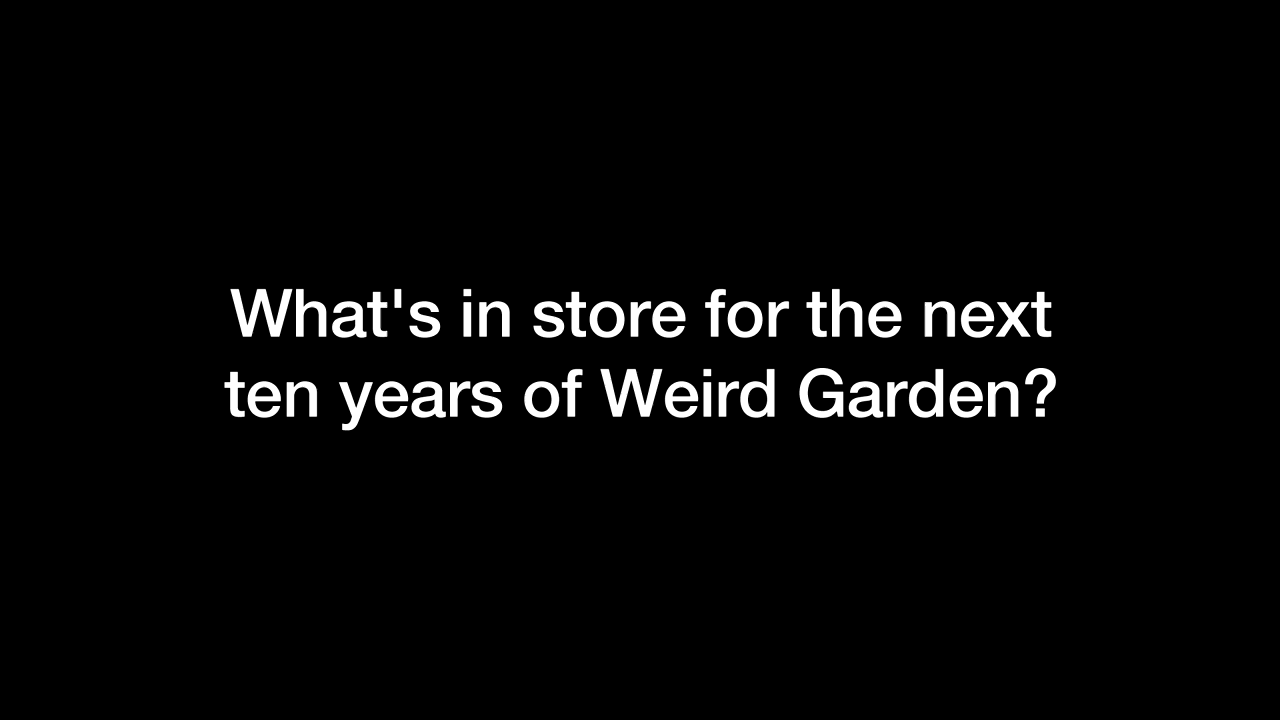 What's in store for the next
ten years of Weird Garden?